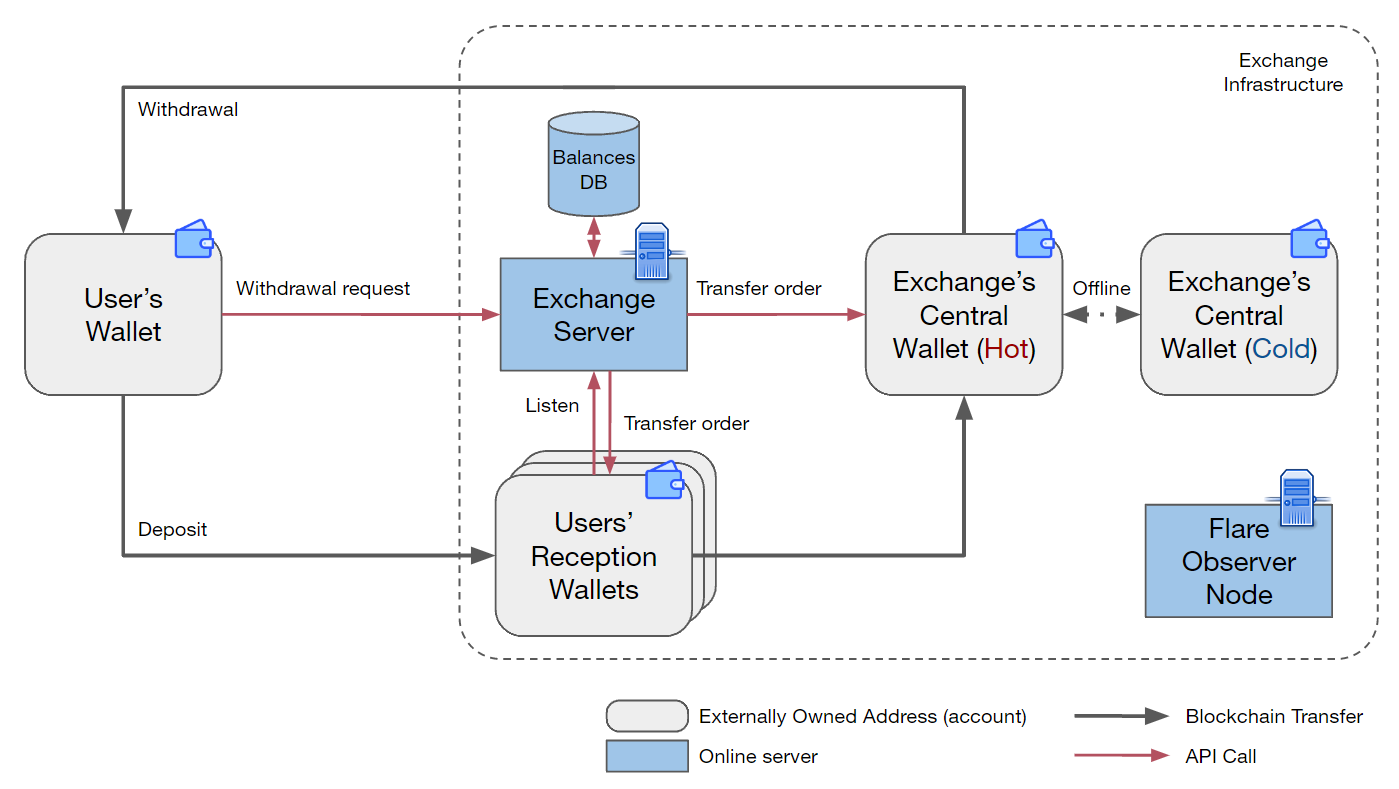 Exchange
Infrastructure
Withdrawal
Balances
DB
User's
Wallet
Withdrawal request
Exchange
Server
Transfer order
Exchange's
Central
Wallet (Hot)
Offline
Exchange's
Central
Wallet (Cold)
Listen
Transfer order
Deposit
Users'
Reception
Wallets
Flare
Observer
Node
Externally Owned Address (account)
Blockchain Transfer
Online server
API Call